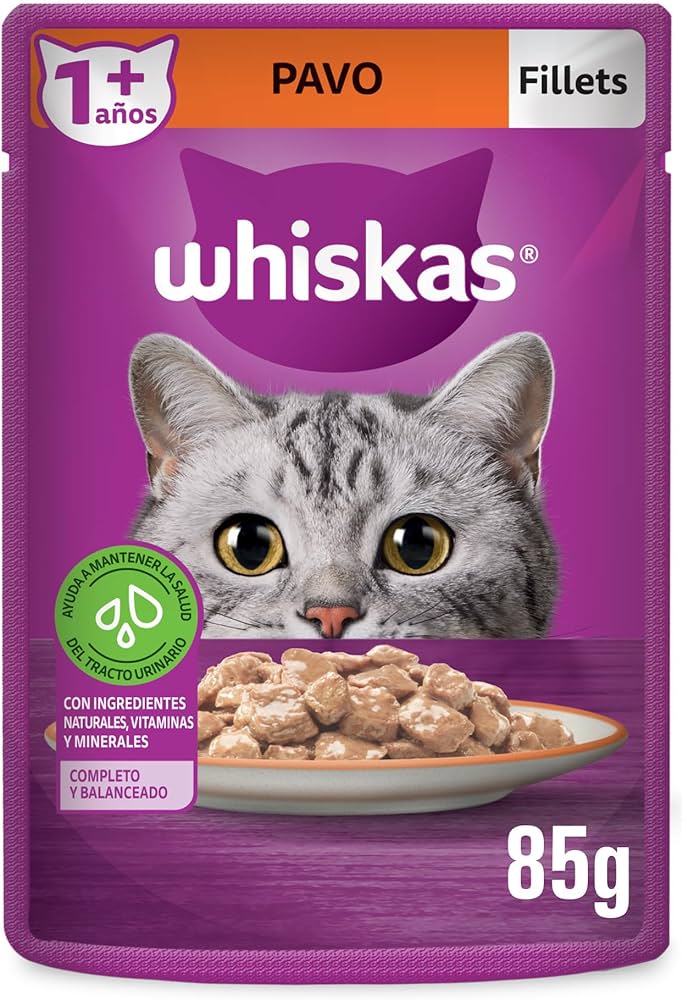 1+
años
PAVO
Fillets
whiskas®
AYUDA A MANTENER LA SALUD
DEL TRACTO URINARIO
CON INGREDIENTES
NATURALES, VITAMINAS
Y MINERALES
COMPLETO
Y BALANCEADO
85g